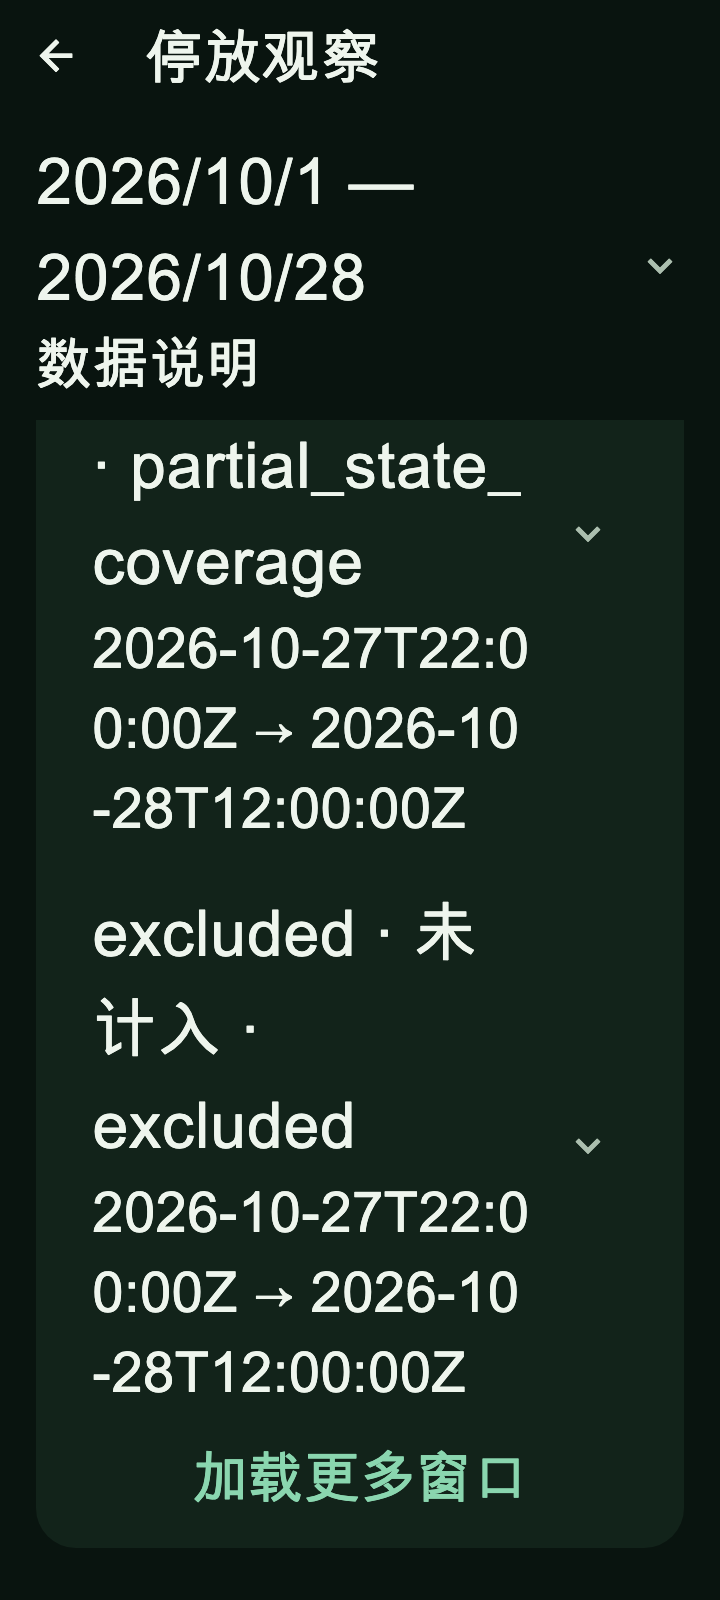 停放观察
2026/10/1 —
2026/10/28
数据说明
· partial_state_
coverage
2026-10-27T22:0
0:00Z → 2026-10
-28T12:00:00Z
excluded · 未
计入 ·
excluded
2026-10-27T22:0
0:00Z → 2026-10
-28T12:00:00Z
加载更多窗口